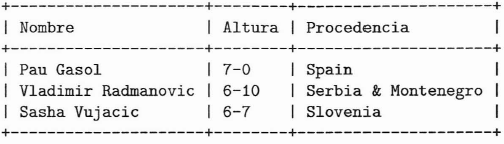 +--------------------+--------+---------------------+
| Nombre | Altura | Procedencia |
+--------------------+--------+---------------------+
| Pau Gasol | 7-0 | Spain |
| Vladimir Radmanovic | 6-10 | Serbia & Montenegro |
| Sasha Vujacic | 6-7 | Slovenia |
+--------------------+--------+---------------------+